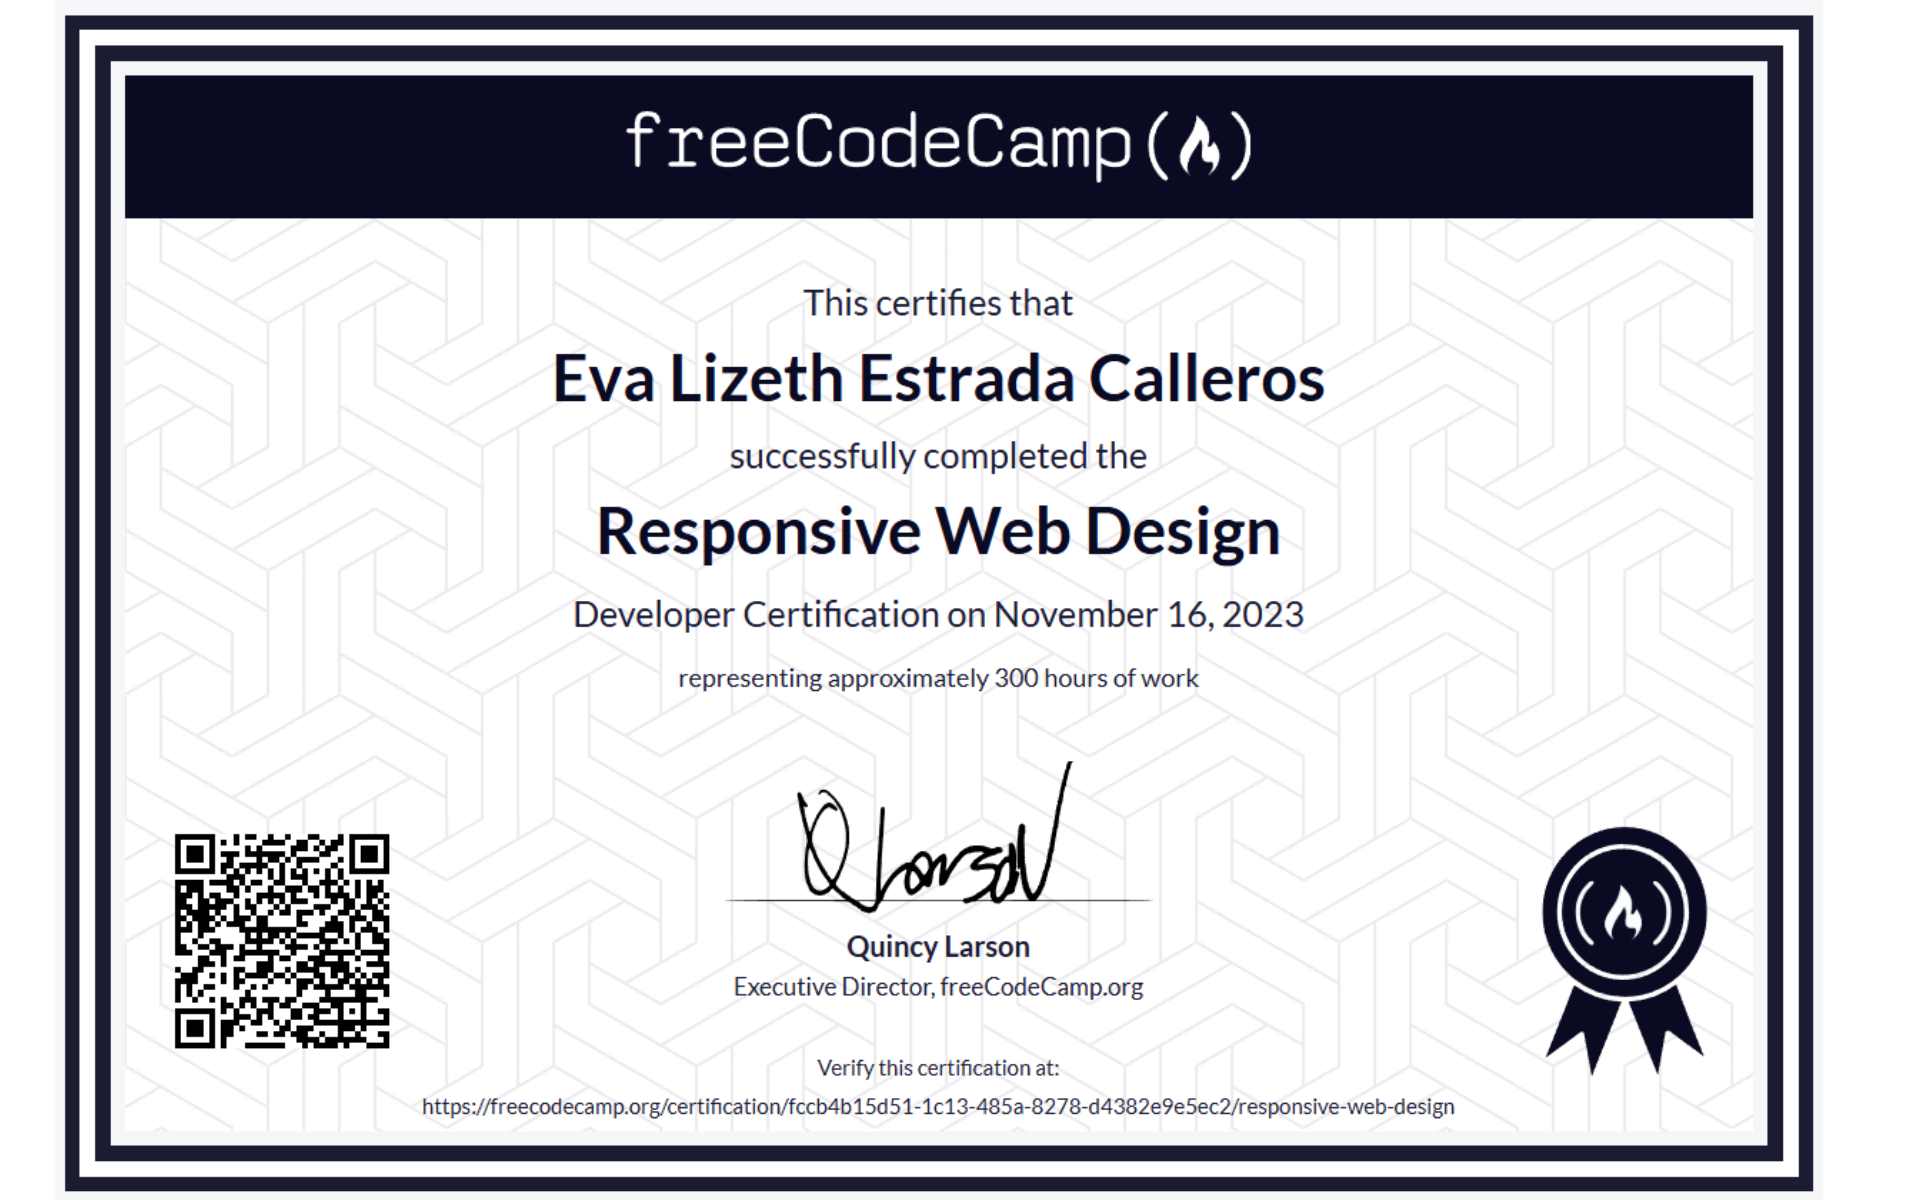 freeCodeCamp
This certifies that
Eva Lizeth Estrada Calleros
successfully completed the
Responsive Web Design
Developer Certification on November 16, 2023
representing approximately 300 hours of work
Q Larson
Quincy Larson
Executive Director, freeCodeCamp.org
Verify this certification at:
https://freecodecamp.org/certification/fccb4b15d51-1c13-485a-8278-d4382e9e5ec2/responsive-web-design